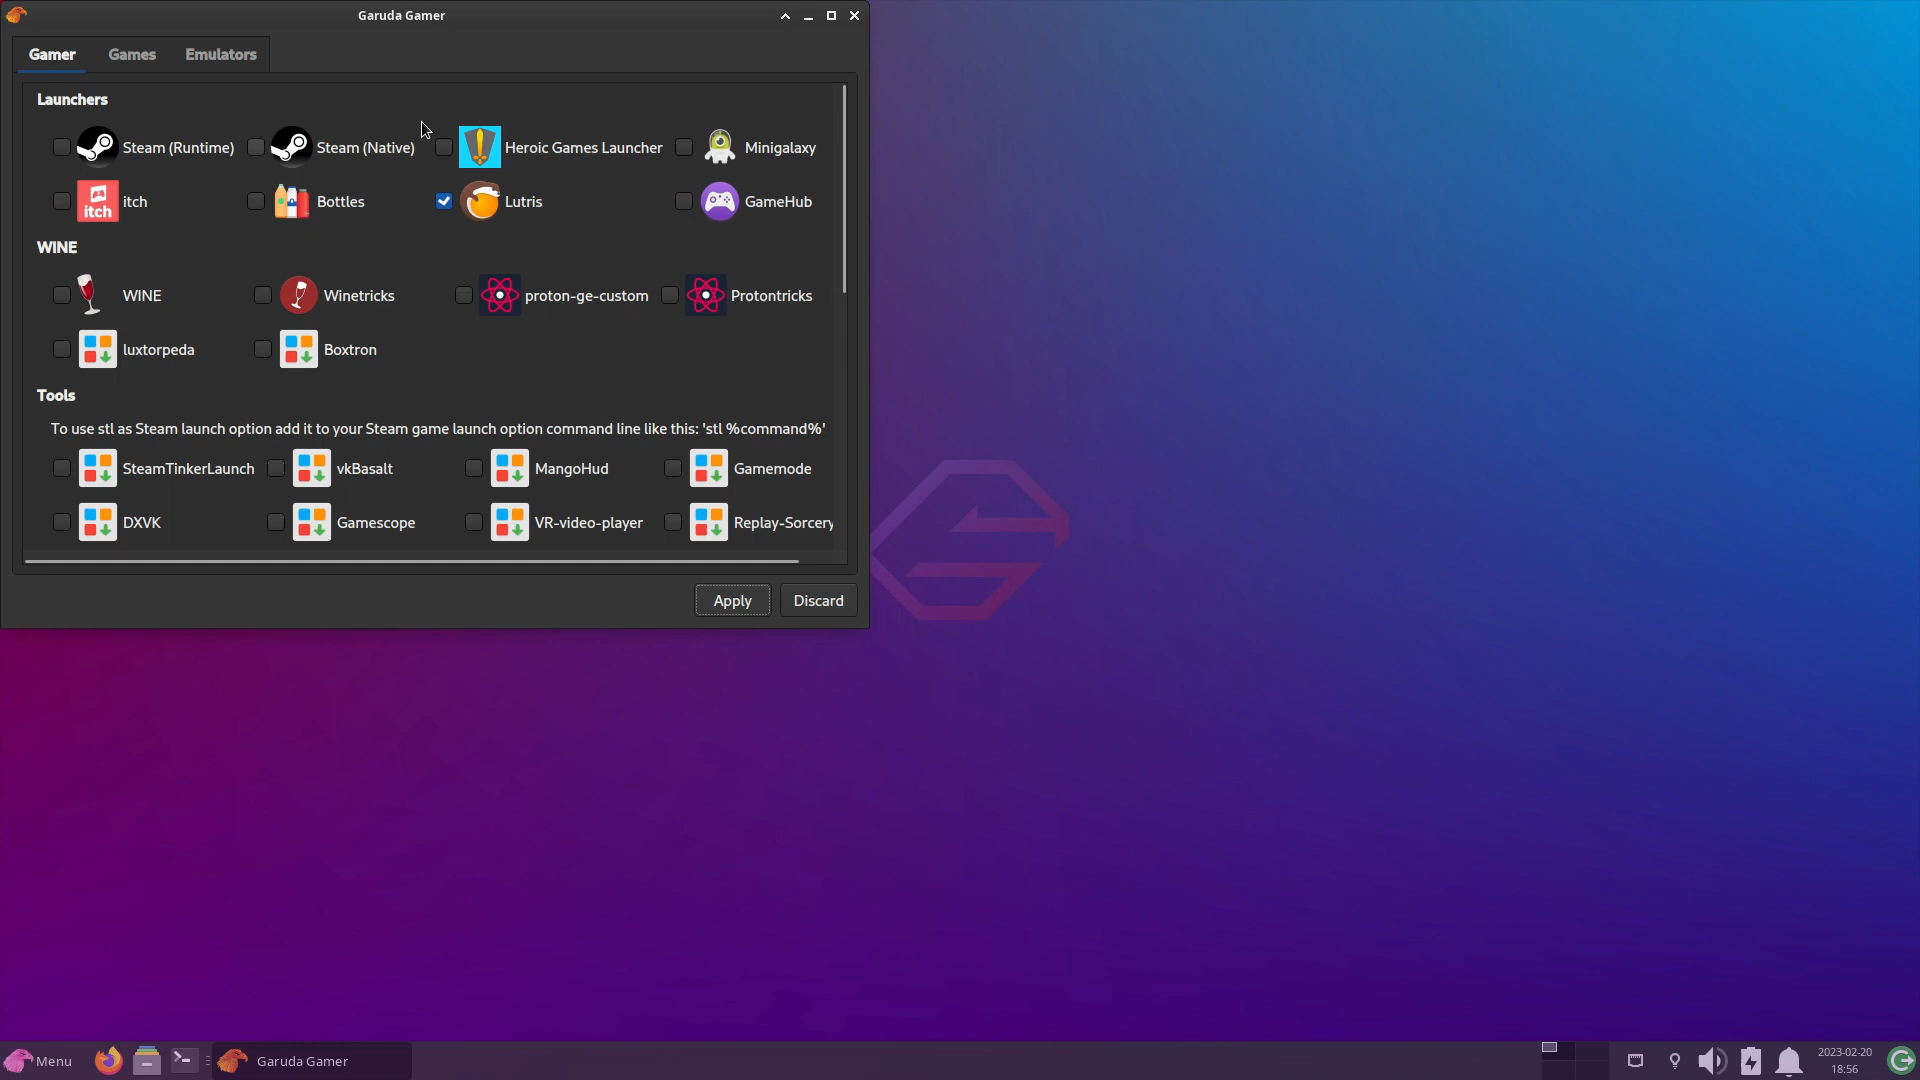 Garuda Gamer
Gamer Games Emulators
Launchers
Steam (Runtime) Steam (Native) Heroic Games Launcher Minigalaxy
itch itch Bottles Lutris GameHub
WINE
WINE Winetricks proton-ge-custom Protontricks
luxtorpeda Boxtron
Tools
To use stl as Steam launch option add it to your Steam game launch option command line like this: 'stl %command%'
SteamTinkerLaunch vkBasalt MangoHud Gamemode
DXVK Gamescope VR-video-player Replay-Sorcery
Apply Discard
Menu Garuda Gamer 2023-02-20
18:56